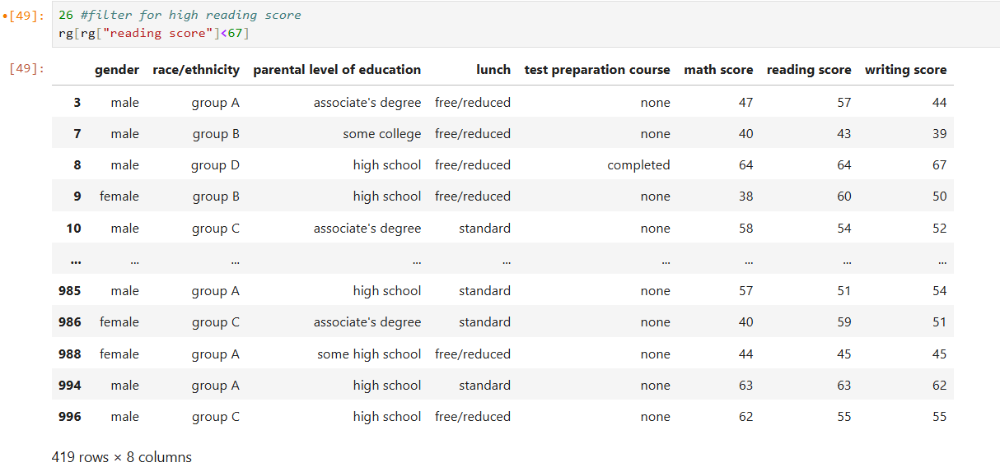 •[49]: 26 #filter for high reading score
rg[rg["reading score"]<67]
[49]:
gender race/ethnicity parental level of education lunch test preparation course math score reading score writing score
3 male group A associate's degree free/reduced none 47 57 44
7 male group B some college free/reduced none 40 43 39
8 male group D high school free/reduced completed 64 64 67
9 female group B high school free/reduced none 38 60 50
10 male group C associate's degree standard none 58 54 52
... ... ... ... ... ... ... ... ...
985 male group A high school standard none 57 51 54
986 female group C associate's degree standard none 40 59 51
988 female group A some high school free/reduced none 44 45 45
994 male group A high school standard none 63 63 62
996 male group C high school free/reduced none 62 55 55
419 rows × 8 columns